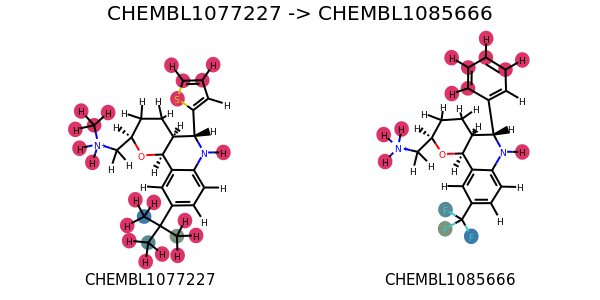 CHEMBL1077227 -> CHEMBL1085666
H H H
H H H H
H H H H H H H
S H H
H H H H
H H H H H H H
N H N H
H O N H H N O N H
H H H H H H
H H H H
H H H
H H H F H
H F F
H H H
H H
CHEMBL1077227 CHEMBL1085666